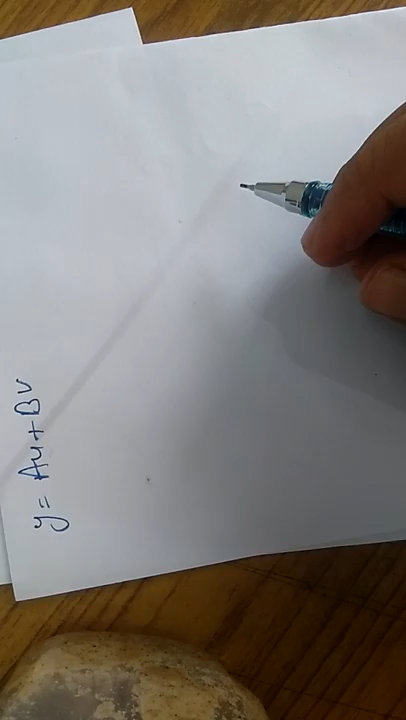 y = Au + Bv